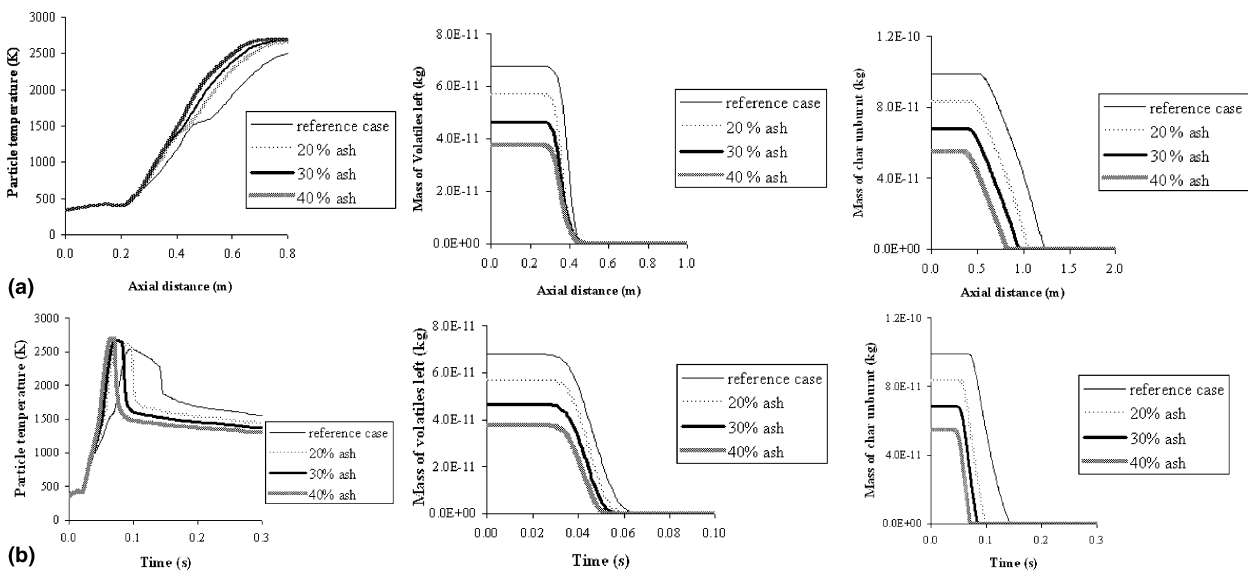 3000
2500
2000
1500
1000
500
0
Particle temperature (K)
0.0 0.2 0.4 0.6 0.8
Axial distance (m)
reference case
20 % ash
30 % ash
40 % ash
8.0E-11
6.0E-11
4.0E-11
2.0E-11
0.0E+00
Mass of Volatiles left (kg)
0.0 0.2 0.4 0.6 0.8 1.0
Axial distance (m)
reference case
20 % ash
30 % ash
40 % ash
1.2E-10
8.0E-11
4.0E-11
0.0E+00
Mass of char unburnt (kg)
0.0 0.5 1.0 1.5 2.0
Axial distance (m)
reference case
20 % ash
30 % ash
40 % ash
(a)
3000
2500
2000
1500
1000
500
0
Particle temperature (K)
0.0 0.1 0.2 0.3
Time (s)
reference case
20% ash
30% ash
40% ash
8.0E-11
6.0E-11
4.0E-11
2.0E-11
0.0E+00
Mass of volatiles left (kg)
0.00 0.02 0.04 0.06 0.08 0.10
Time (s)
reference case
20% ash
30% ash
40% ash
1.2E-10
8.0E-11
4.0E-11
0.0E+00
Mass of char unburnt (kg)
0.0 0.1 0.2 0.3
Time (s)
reference case
20% ash
30% ash
40% ash
(b)